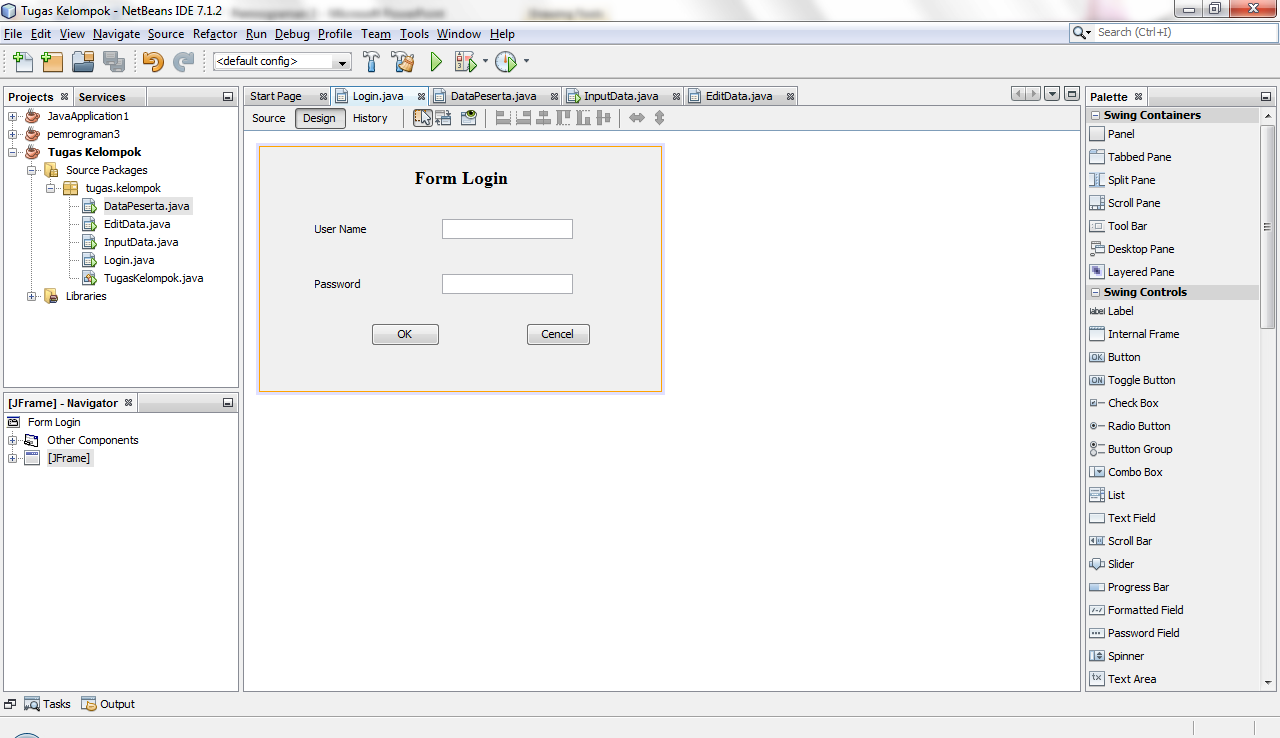 Tugas Kelompok - NetBeans IDE 7.1.2
File Edit View Navigate Source Refactor Run Debug Profile Team Tools Window Help
Search (Ctrl+I)
<default config>
Projects Services
JavaApplication1
pemrograman3
Tugas Kelompok
Source Packages
tugas.kelompok
DataPeserta.java
EditData.java
InputData.java
Login.java
TugasKelompok.java
Libraries
[JFrame] - Navigator
Form Login
Other Components
[JFrame]
Start Page Login.java DataPeserta.java InputData.java EditData.java
Source Design History
Form Login
User Name
Password
OK Cencel
Palette
Swing Containers
Panel
Tabbed Pane
Split Pane
Scroll Pane
Tool Bar
Desktop Pane
Layered Pane
Swing Controls
label Label
Internal Frame
OK Button
ON Toggle Button
Check Box
Radio Button
Button Group
Combo Box
List
Text Field
Scroll Bar
Slider
Progress Bar
Formatted Field
Password Field
Spinner
tx Text Area
Tasks Output